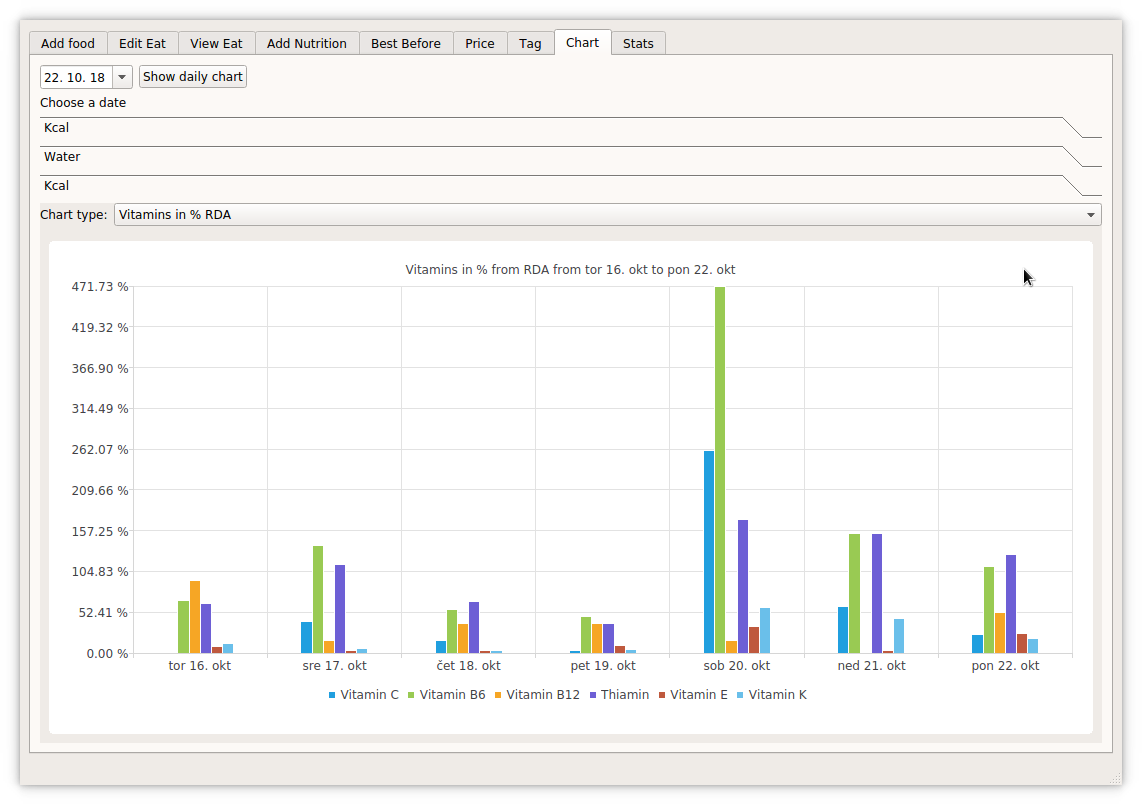 Add food Edit Eat View Eat Add Nutrition Best Before Price Tag Chart Stats
22. 10. 18 Show daily chart
Choose a date
Kcal
Water
Kcal
Chart type: Vitamins in % RDA
Vitamins in % from RDA from tor 16. okt to pon 22. okt
471.73 %
419.32 %
366.90 %
314.49 %
262.07 %
209.66 %
157.25 %
104.83 %
52.41 %
0.00 %
tor 16. okt sre 17. okt čet 18. okt pet 19. okt sob 20. okt ned 21. okt pon 22. okt
Vitamin C Vitamin B6 Vitamin B12 Thiamin Vitamin E Vitamin K